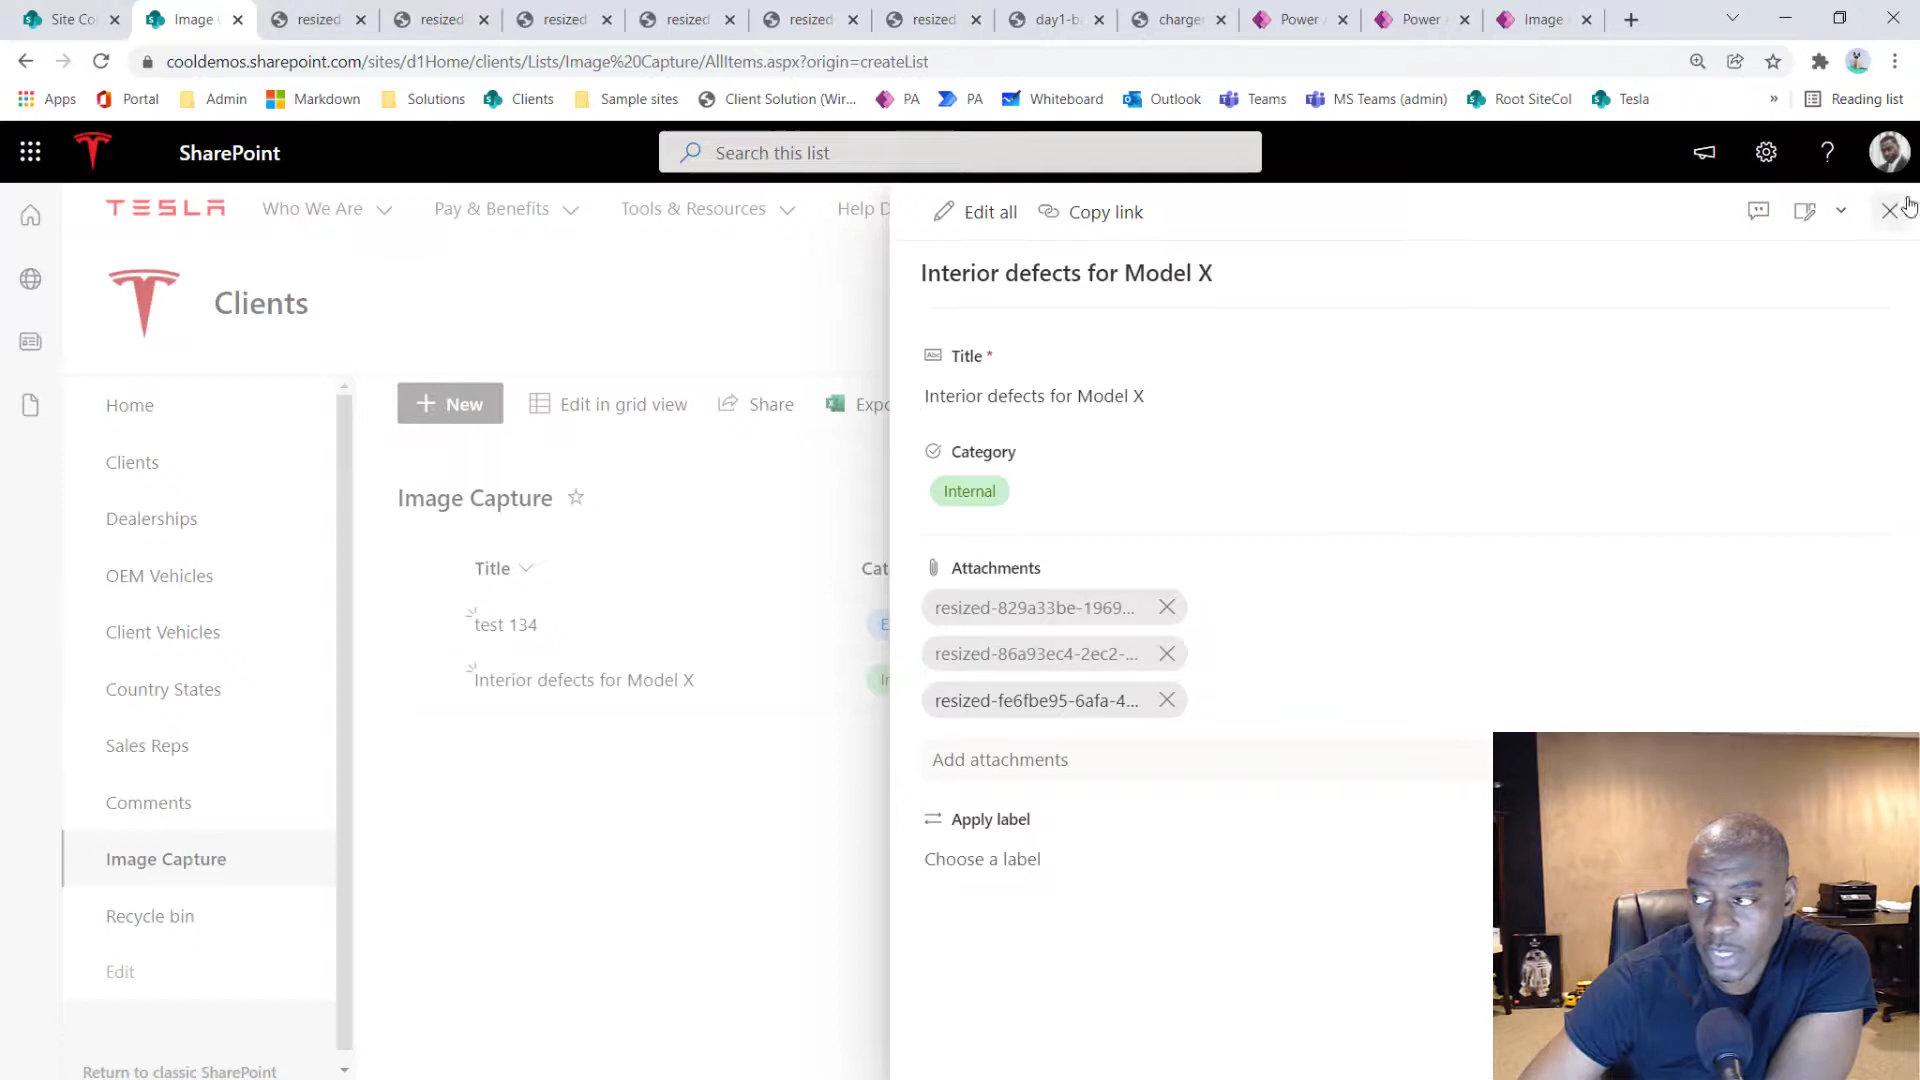 Site Co
Image
resized
resized
resized
resized
resized
resized
day1-b
charge
Power
Power
Image
cooldemos.sharepoint.com/sites/d1Home/clients/Lists/Image%20Capture/AllItems.aspx?origin=createList
Apps
Portal
Admin
Markdown
Solutions
Clients
Sample sites
Client Solution (Wir...
PA
PA
Whiteboard
Outlook
Teams
MS Teams (admin)
Root SiteCol
Tesla
»
Reading list
SharePoint
Search this list
TESLA
Who We Are
Pay & Benefits
Tools & Resources
Help D
Edit all
Copy link
Clients
Interior defects for Model X
Home
Clients
Dealerships
OEM Vehicles
Client Vehicles
Country States
Sales Reps
Comments
Image Capture
Recycle bin
Edit
Return to classic SharePoint
+ New
Edit in grid view
Share
Expo
Image Capture
Title
Cat
test 134
E
Interior defects for Model X
In
Abc Title *
Interior defects for Model X
Category
Internal
Attachments
resized-829a33be-1969...
resized-86a93ec4-2ec2-...
resized-fe6fbe95-6afa-4...
Add attachments
Apply label
Choose a label